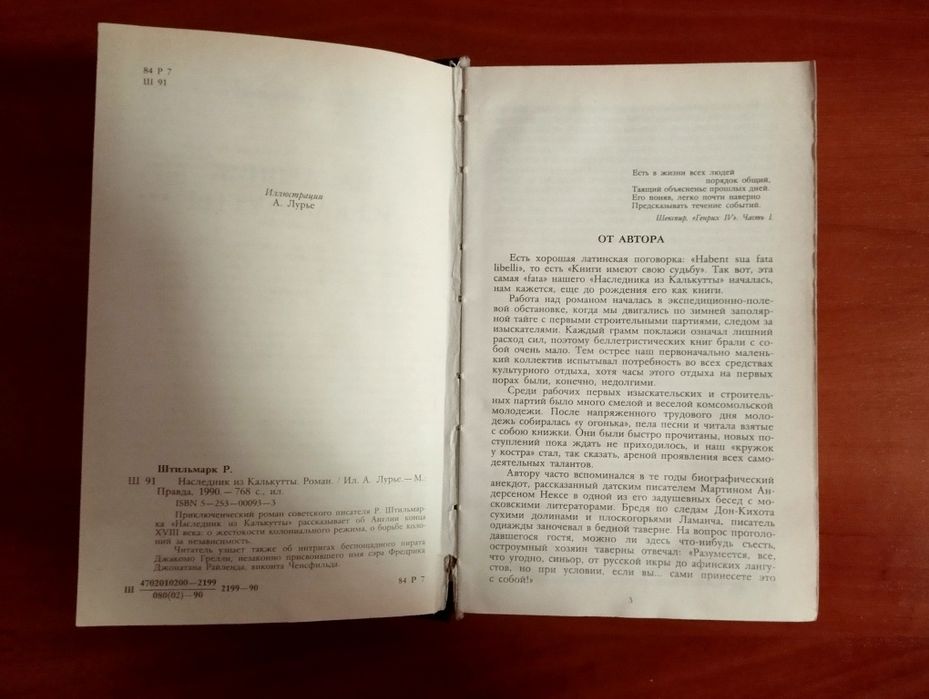 84 Р 7
Ш 91
Иллюстрации
А. Лурье
Штильмарк Р.
Ш 91 Наследник из Калькутты. Роман. / Ил. А. Лурье. — М.:
Правда, 1990. — 768 с., ил.
ISBN 5—253—00093—3
Приключенческий роман советского писателя Р. Штильмар-
ка «Наследник из Калькутты» рассказывает об Англии конца
XVIII века: о жестокости колониального режима, о борьбе коло-
ний за независимость.
Читатель узнает также об интригах беспощадного пирата
Джакомо Грелли, незаконно присвоившего имя сэра Фредрика
Джонатана Райленда, виконта Ченсфильда.
Ш 4702010200—2199
080(02)—90 2199—90
84 Р 7
Есть в жизни всех людей
порядок общий,
Таящий объясненье прошлых дней.
Его поняв, легко почти наверно
Предсказывать течение событий.
Шекспир. «Генрих IV». Часть I.
ОТ АВТОРА
Есть хорошая латинская поговорка: «Habent sua fata
libelli», то есть «Книги имеют свою судьбу». Так вот, эта
самая «fata» нашего «Наследника из Калькутты» началась,
нам кажется, еще до рождения его как книги.
Работа над романом началась в экспедиционно-поле-
вой обстановке, когда мы двигались по зимней заполяр-
ной тайге с первыми строительными партиями, следом за
изыскателями. Каждый грамм поклажи означал лишний
расход сил, поэтому беллетристических книг брали с со-
бой очень мало. Тем острее наш первоначально малень-
кий коллектив испытывал потребность во всех средствах
культурного отдыха, хотя часы этого отдыха на первых
порах были, конечно, недолгими.
Среди рабочих первых изыскательских и строитель-
ных партий было много смелой и веселой комсомольской
молодежи. После напряженного трудового дня моло-
дежь собиралась «у огонька», пела песни и читала взятые
с собою книжки. Они были быстро прочитаны, новых по-
ступлений пока ждать не приходилось, и наш «кружок
у костра» стал, так сказать, ареной проявления всех само-
деятельных талантов.
Автору часто вспоминался в те годы биографический
анекдот, рассказанный датским писателем Мартином Ан-
дерсеном Нексе в одной из его задушевных бесед с мо-
сковскими литераторами. Бредя по следам Дон-Кихота
сухими долинами и плоскогорьями Ламанча, писатель
однажды заночевал в бедной таверне. На вопрос проголо-
давшегося гостя, можно ли здесь что-нибудь съесть,
остроумный хозяин таверны отвечал: «Разумеется, все,
что угодно, синьор, от русской икры до афинских лангу-
стов, но при условии, если вы... сами принесете это
с собой!»
3